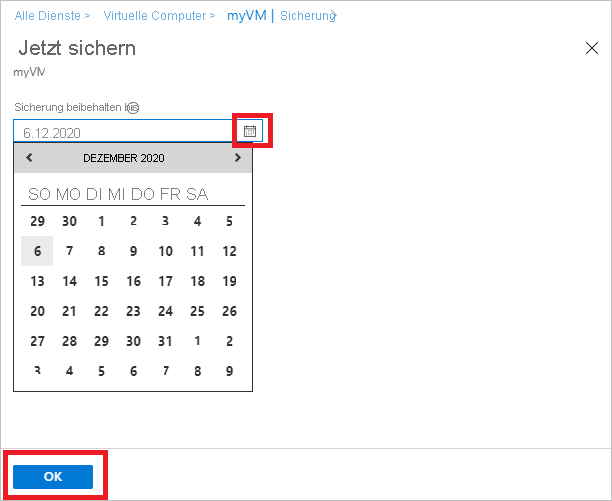 Alle Dienste > Virtuelle Computer > myVM | Sicherung
Jetzt sichern
myVM
Sicherung beibehalten bis
6.12.2020
DEZEMBER 2020
SO MO DI MI DO FR SA
29 30 1 2 3 4 5
6 7 8 9 10 11 12
13 14 15 16 17 18 19
20 21 22 23 24 25 26
27 28 29 30 31 1 2
3 4 5 6 7 8 9
OK